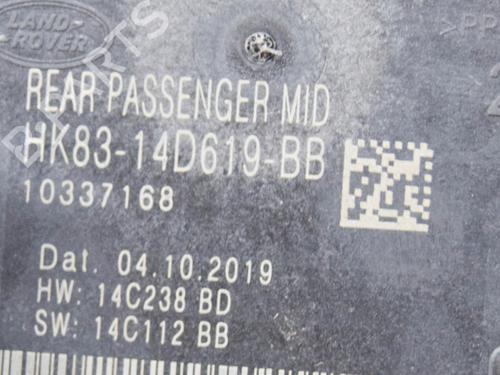 LAND-
ROVER
REAR PASSENGER MID
HK83-14D619-BB
10337168
Dat. 04.10.2019
HW: 14C238 BD
SW: 14C112 BB